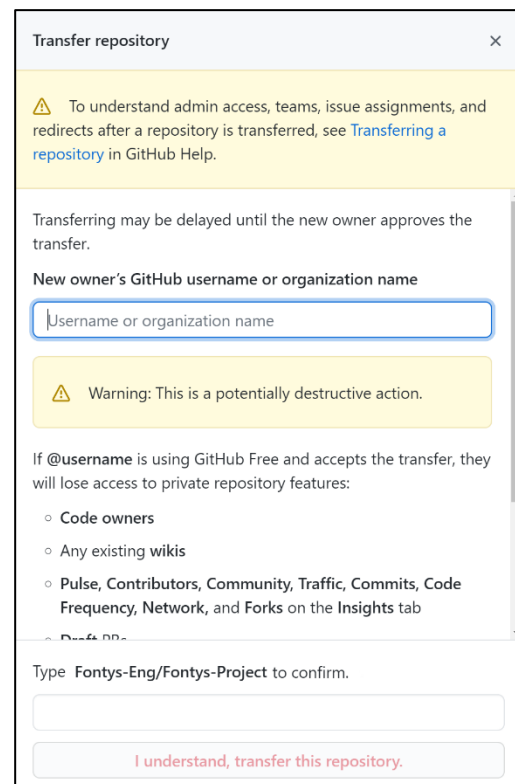 Transfer repository
To understand admin access, teams, issue assignments, and
redirects after a repository is transferred, see Transferring a
repository in GitHub Help.
Transferring may be delayed until the new owner approves the
transfer.
New owner’s GitHub username or organization name
Username or organization name
Warning: This is a potentially destructive action.
If @username is using GitHub Free and accepts the transfer, they
will lose access to private repository features:
Code owners
Any existing wikis
Pulse, Contributors, Community, Traffic, Commits, Code
Frequency, Network, and Forks on the Insights tab
Draft PRs
Type Fontys-Eng/Fontys-Project to confirm.
I understand, transfer this repository.